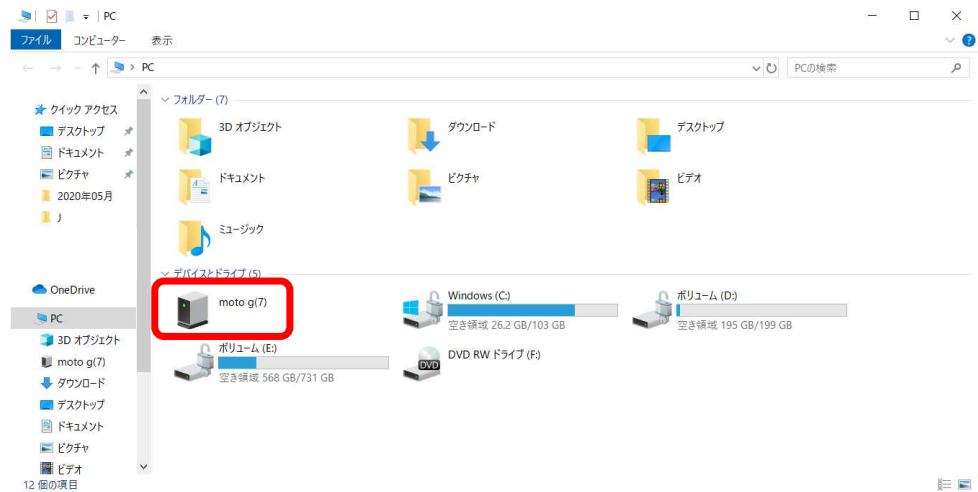 PC
ファイル コンピューター 表示
PC PCの検索
クイック アクセス
デスクトップ
ドキュメント
ピクチャ
2020年05月
J
OneDrive
PC
3D オブジェクト
moto g(7)
ダウンロード
デスクトップ
ドキュメント
ピクチャ
ビデオ
フォルダー (7)
3D オブジェクト ダウンロード デスクトップ
ドキュメント ピクチャ ビデオ
ミュージック
デバイスとドライブ (5)
moto g(7)
Windows (C:)
空き領域 26.2 GB/103 GB
ボリューム (D:)
空き領域 195 GB/199 GB
ボリューム (E:)
空き領域 568 GB/731 GB
DVD RW ドライブ (F:)
DVD
12 個の項目